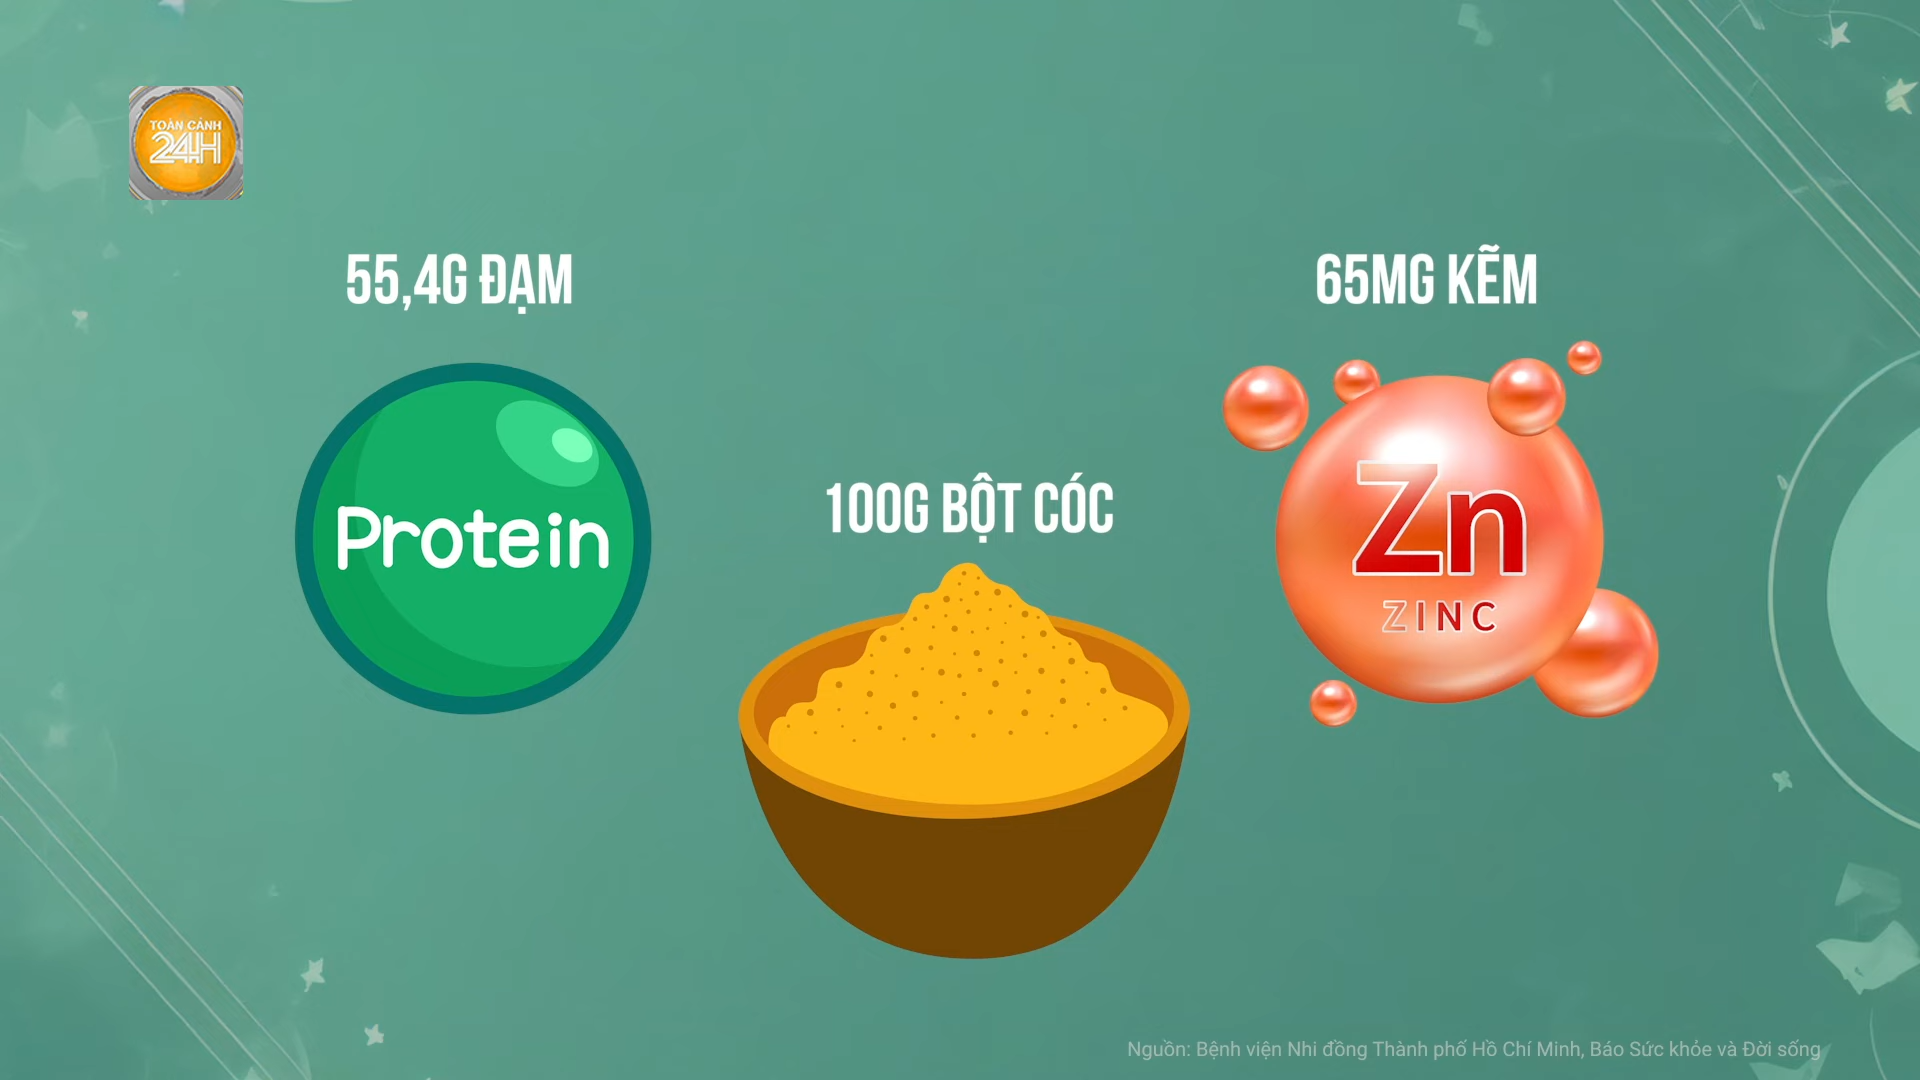 TOÀN CẢNH
24H
55,4G ĐẠM
65MG KẼM
Protein
100G BỘT CÓC
Zn
ZINC
Nguồn: Bệnh viện Nhi đồng Thành phố Hồ Chí Minh, Báo Sức khỏe và Đời sống